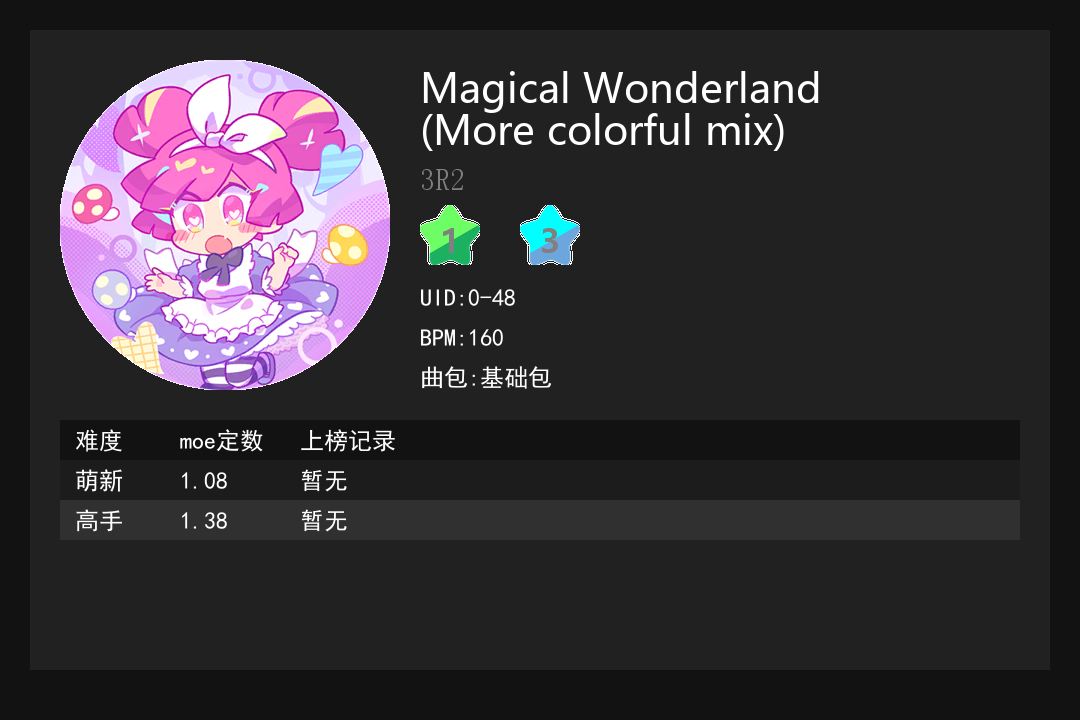 Magical Wonderland
(More colorful mix)
3R2
1 3
UID:0-48
BPM:160
曲包:基础包
难度 moe定数 上榜记录
萌新 1.08 暂无
高手 1.38 暂无